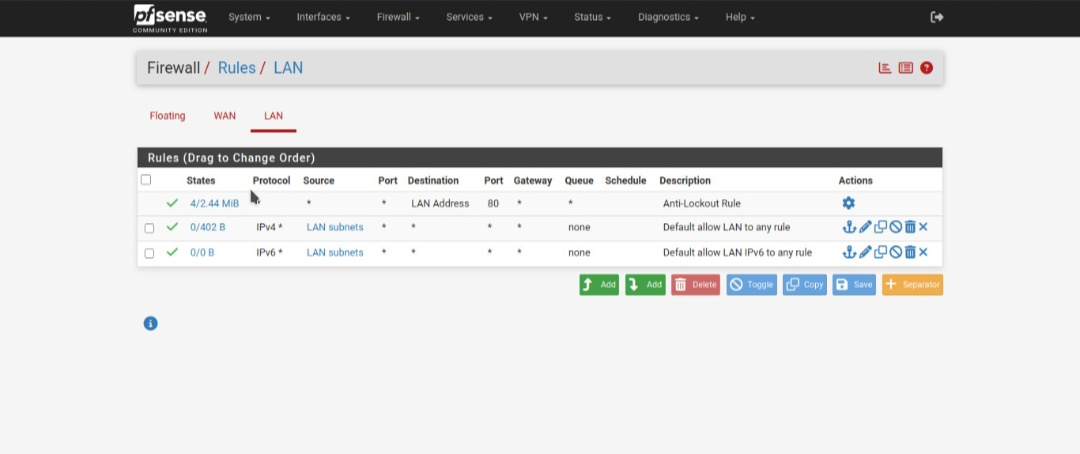 pfsense System Interfaces Firewall Services VPN Status Diagnostics Help
COMMUNITY EDITION
Firewall / Rules / LAN
Floating WAN LAN
Rules (Drag to Change Order)
States Protocol Source Port Destination Port Gateway Queue Schedule Description Actions
4/2.44 MiB * * * LAN Address 80 * * Anti-Lockout Rule
0/402 B IPv4 * LAN subnets * * * * none Default allow LAN to any rule
0/0 B IPv6 * LAN subnets * * * * none Default allow LAN IPv6 to any rule
Add Add Delete Toggle Copy Save Separator